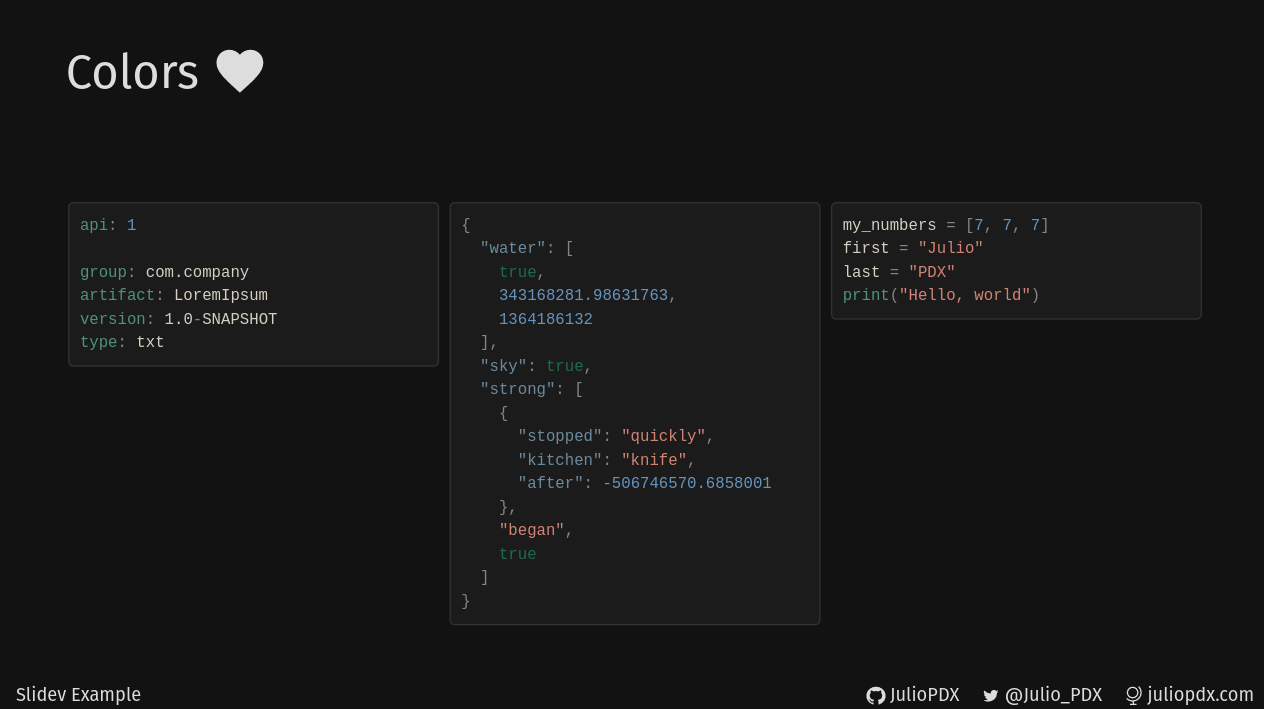 Colors
api: 1

group: com.company
artifact: LoremIpsum
version: 1.0-SNAPSHOT
type: txt
{
  "water": [
    true,
    343168281.98631763,
    1364186132
  ],
  "sky": true,
  "strong": [
    {
      "stopped": "quickly",
      "kitchen": "knife",
      "after": -506746570.6858001
    },
    "began",
    true
  ]
}
my_numbers = [7, 7, 7]
first = "Julio"
last = "PDX"
print("Hello, world")
Slidev Example
JulioPDX @Julio_PDX juliopdx.com